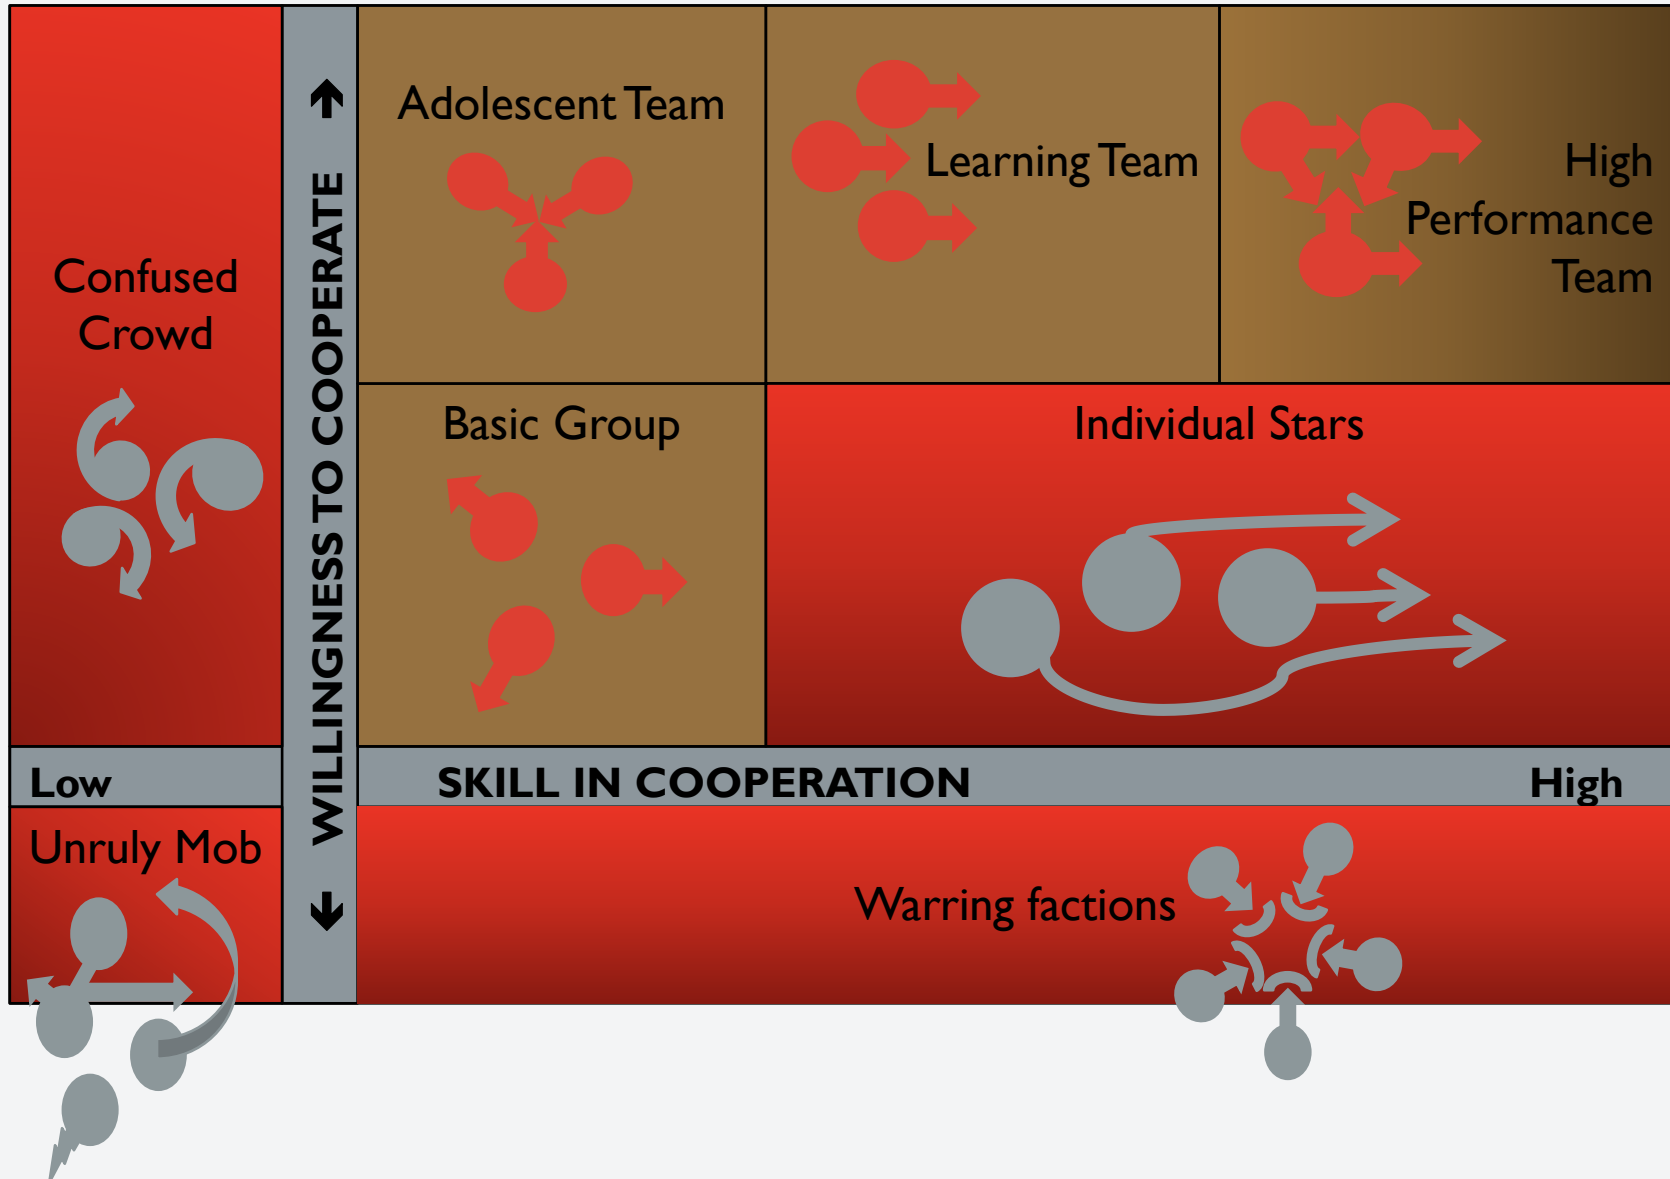 Adolescent Team
Learning Team
High
Performance
Team
Confused
Crowd
WILLINGNESS TO COOPERATE
Basic Group
Individual Stars
Low
SKILL IN COOPERATION
High
Unruly Mob
Warring factions